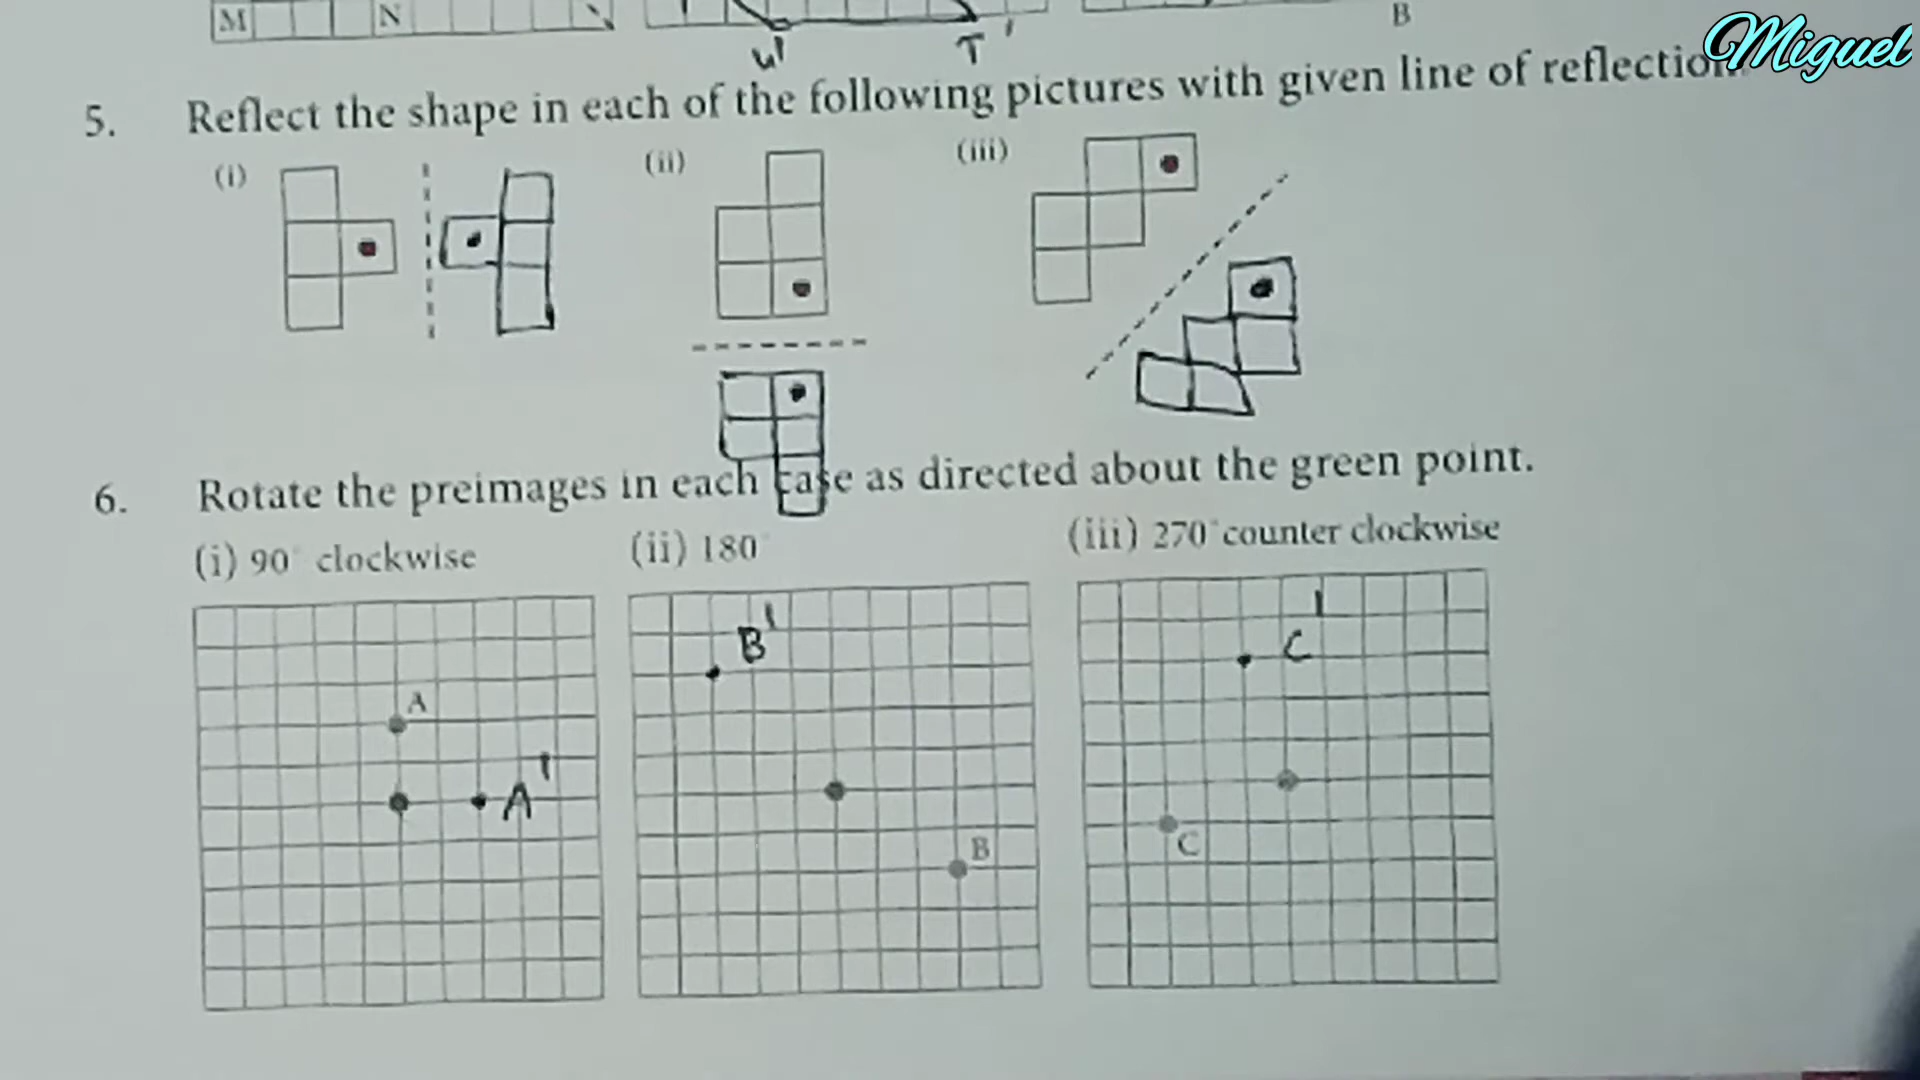 M N
u' T' B
Miguel
5. Reflect the shape in each of the following pictures with given line of reflection.
(i) (ii) (iii)
6. Rotate the preimages in each case as directed about the green point.
(i) 90° clockwise (ii) 180° (iii) 270° counter clockwise
A
A'
B'
B
C'
C